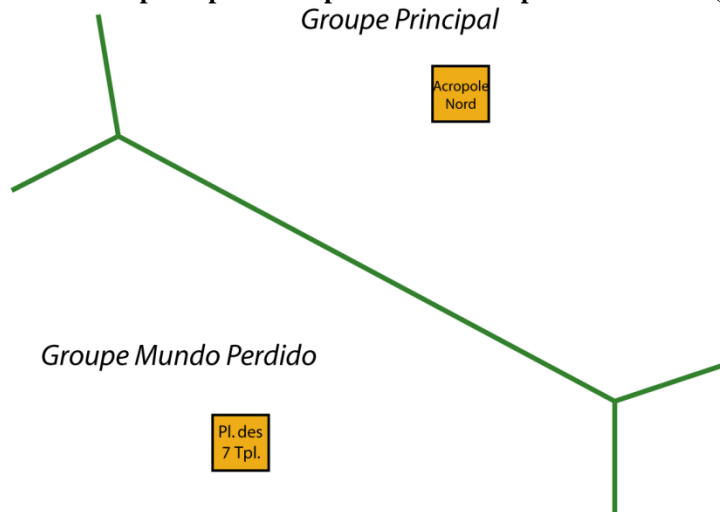 Groupe Principal
Acropole
Nord
Groupe Mundo Perdido
Pl. des
7 Tpl.